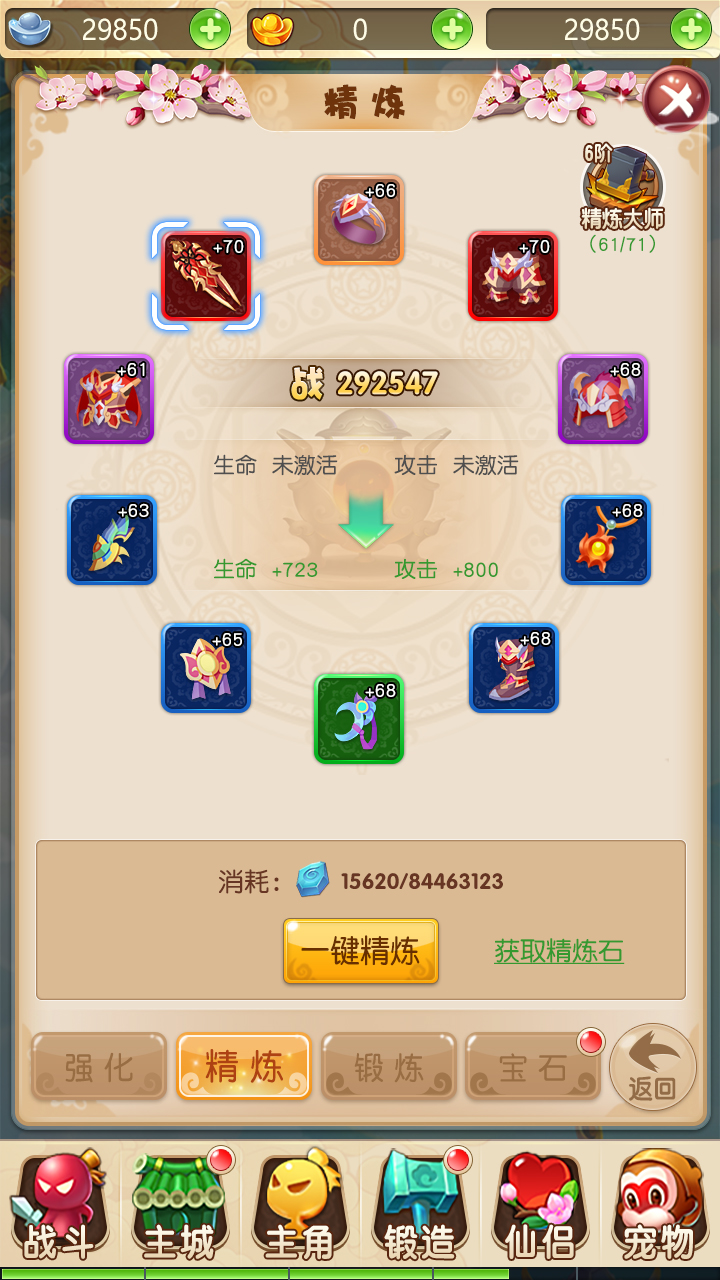 29850
0
29850
精炼
6阶
精炼大师
(61/71)
+66
+70
+70
+61
战 292547
+68
生命 未激活 攻击 未激活
+63
+68
生命 +723 攻击 +800
+65
+68
+68
消耗: 15620/84463123
一键精炼
获取精炼石
强化
精炼
锻炼
宝石
返回
战斗
主城
主角
锻造
仙侣
宠物